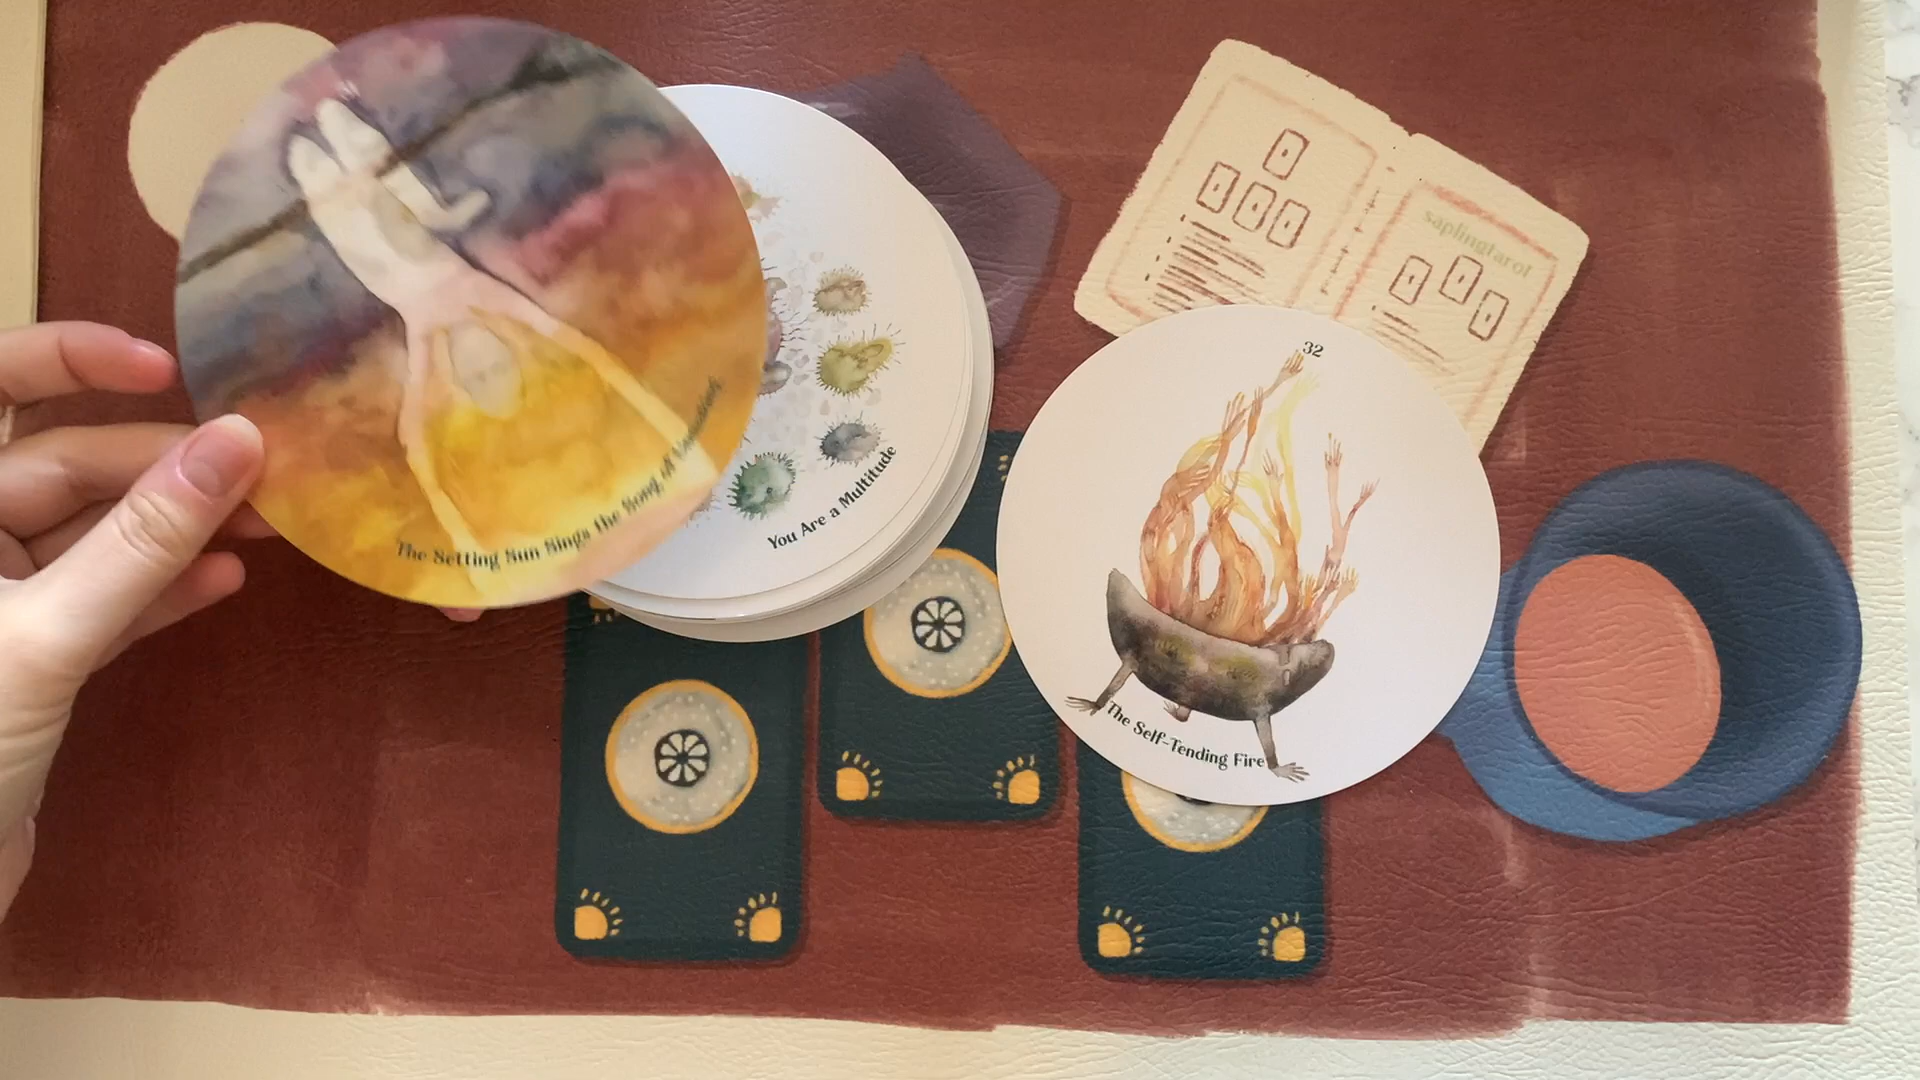 The Setting Sun Sings the Song of
You Are a Multitude
saplingtarot
32
The Self-Tending Fire